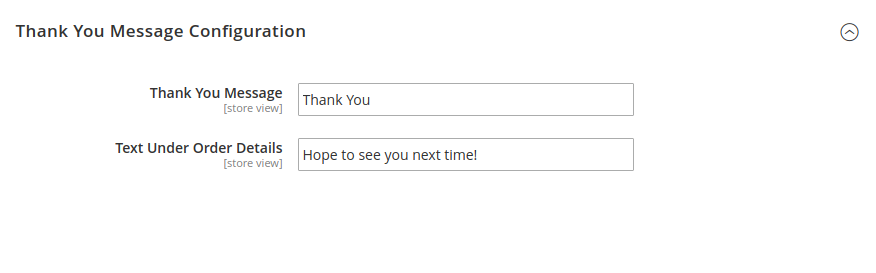 Thank You Message Configuration
Thank You Message
[store view]
Thank You
Text Under Order Details
[store view]
Hope to see you next time!